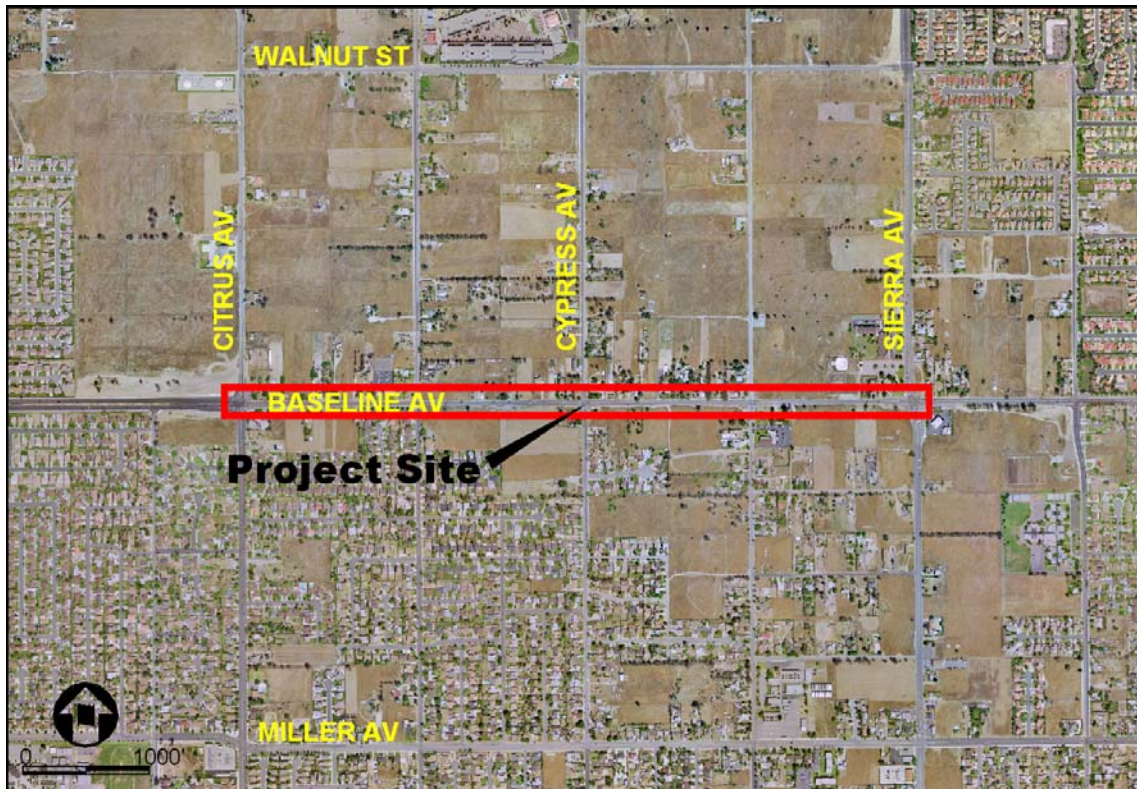 WALNUT ST
CITRUS AV
CYPRESS AV
SIERRA AV
BASELINE AV
Project Site
MILLER AV
0 1000'